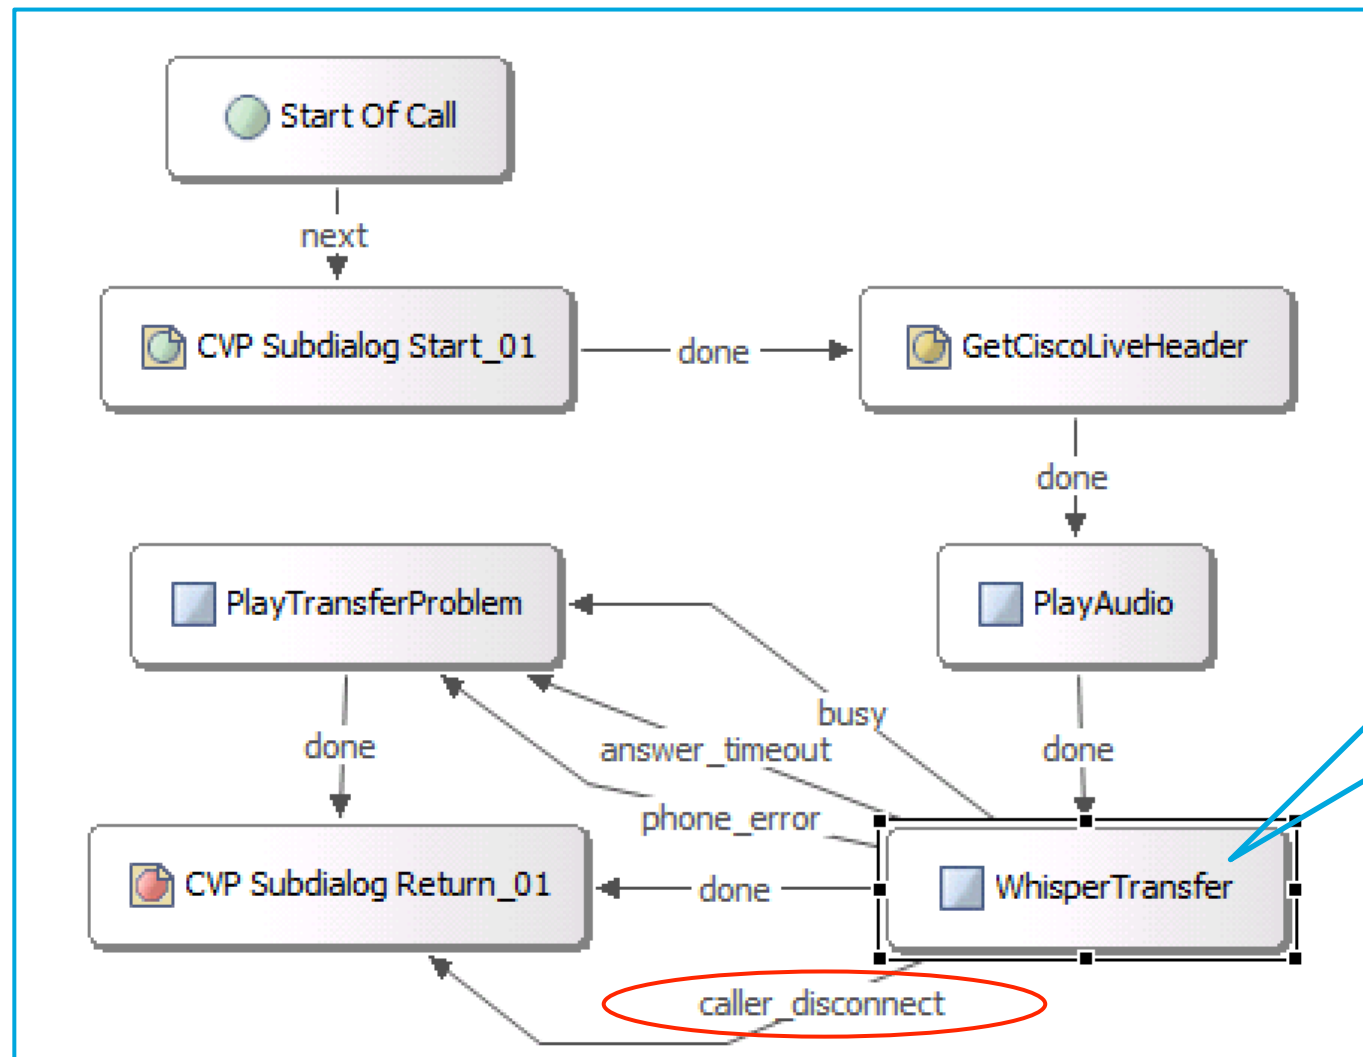 Start Of Call
next
CVP Subdialog Start_01
done
GetCiscoLiveHeader
done
PlayTransferProblem
PlayAudio
busy
done
answer_timeout
done
phone_error
CVP Subdialog Return_01
done
WhisperTransfer
caller_disconnect